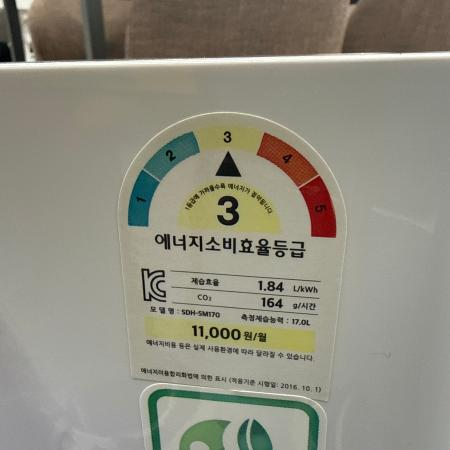 1 2 3 4 5
1등급에 가까울수록 에너지가 절약됩니다.
3
에너지소비효율등급
제습효율 1.84 L/kWh
CO₂ 164 g/시간
모델명 : SDH-SM170 측정제습능력 : 17.0L
11,000 원/월
에너지비용 등은 실제 사용환경에 따라 달라질 수 있습니다.
에너지이용합리화법에 의한 표시 (적용기준 시행일: 2016. 10. 1)